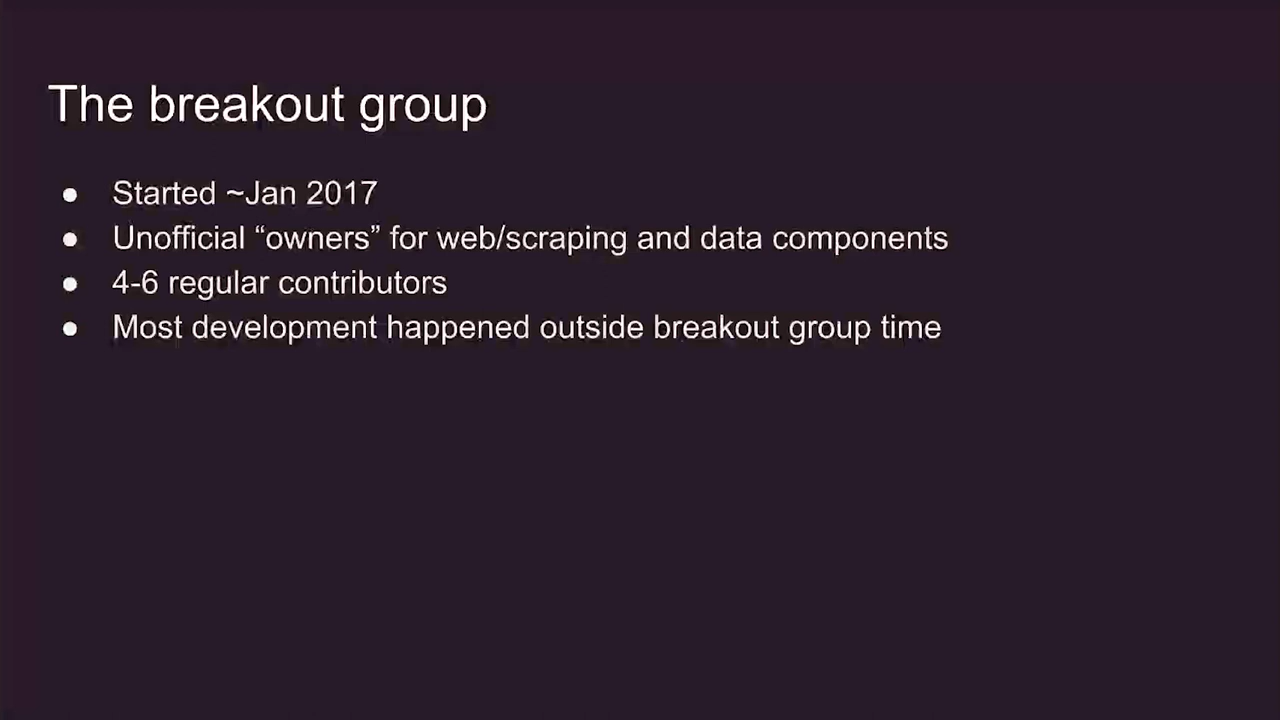 The breakout group
● Started ~Jan 2017
● Unofficial “owners” for web/scraping and data components
● 4-6 regular contributors
● Most development happened outside breakout group time